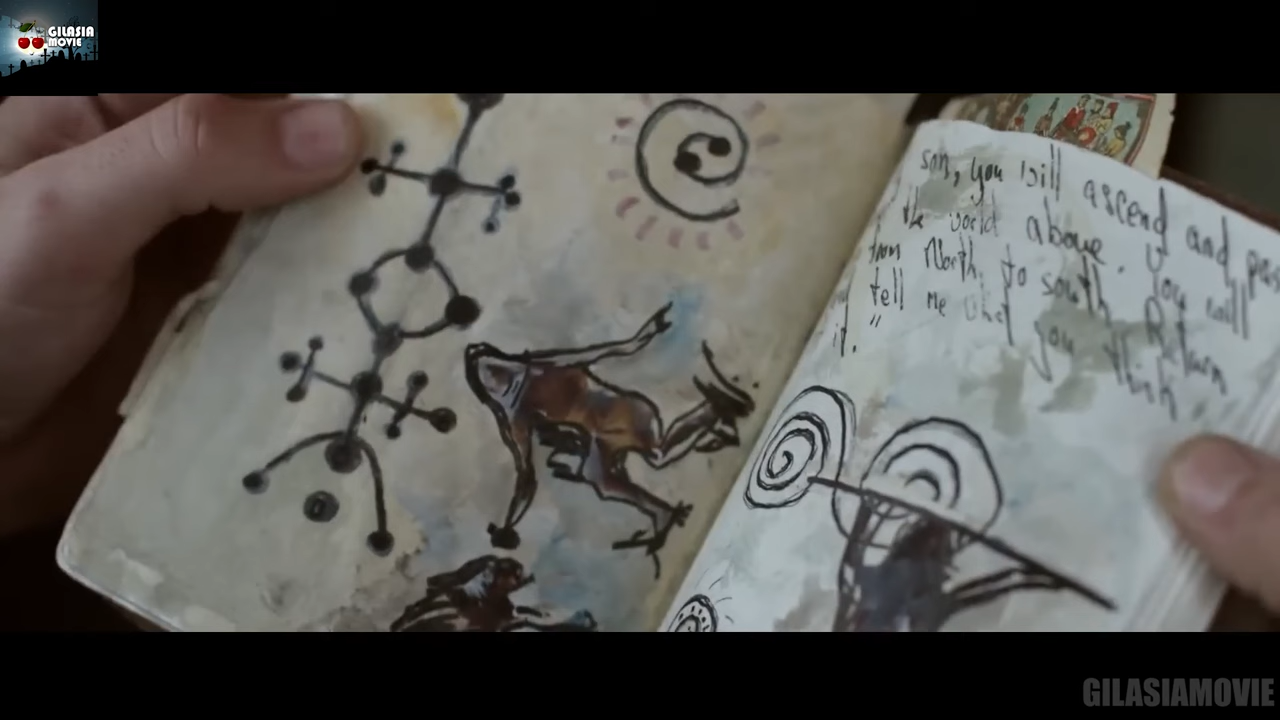 GILASIA
MOVIE
son, you will ascend and pass
the world above. You will
from North to south. Return
tell me what you think
it."
GILASIAMOVIE